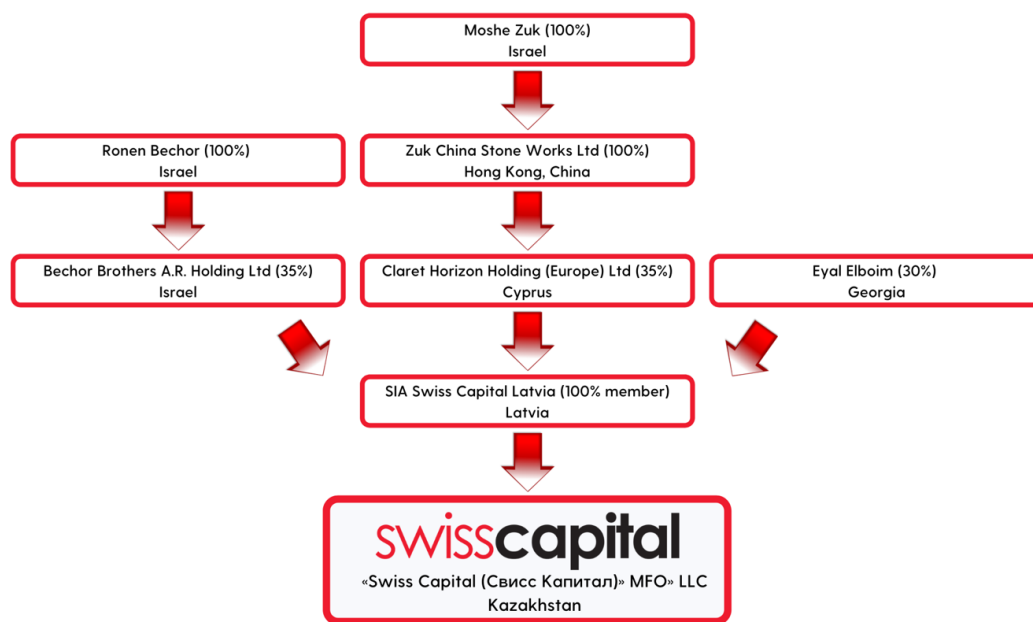 Moshe Zuk (100%)
Israel
Ronen Bechor (100%)
Israel
Zuk China Stone Works Ltd (100%)
Hong Kong, China
Bechor Brothers A.R. Holding Ltd (35%)
Israel
Claret Horizon Holding (Europe) Ltd (35%)
Cyprus
Eyal Elboim (30%)
Georgia
SIA Swiss Capital Latvia (100% member)
Latvia
swisscapital
«Swiss Capital (Свисс Капитал)» MFO» LLC
Kazakhstan